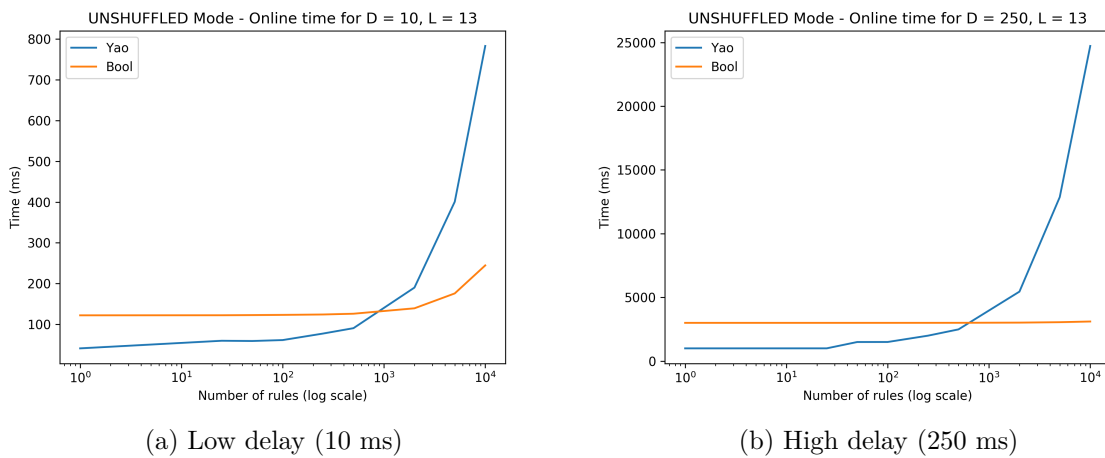 UNSHUFFLED Mode - Online time for D = 10, L = 13
Yao
Bool
800
700
600
500
400
300
200
100
Time (ms)
10^0
10^1
10^2
10^3
10^4
Number of rules (log scale)
(a) Low delay (10 ms)
UNSHUFFLED Mode - Online time for D = 250, L = 13
Yao
Bool
25000
20000
15000
10000
5000
0
Time (ms)
10^0
10^1
10^2
10^3
10^4
Number of rules (log scale)
(b) High delay (250 ms)